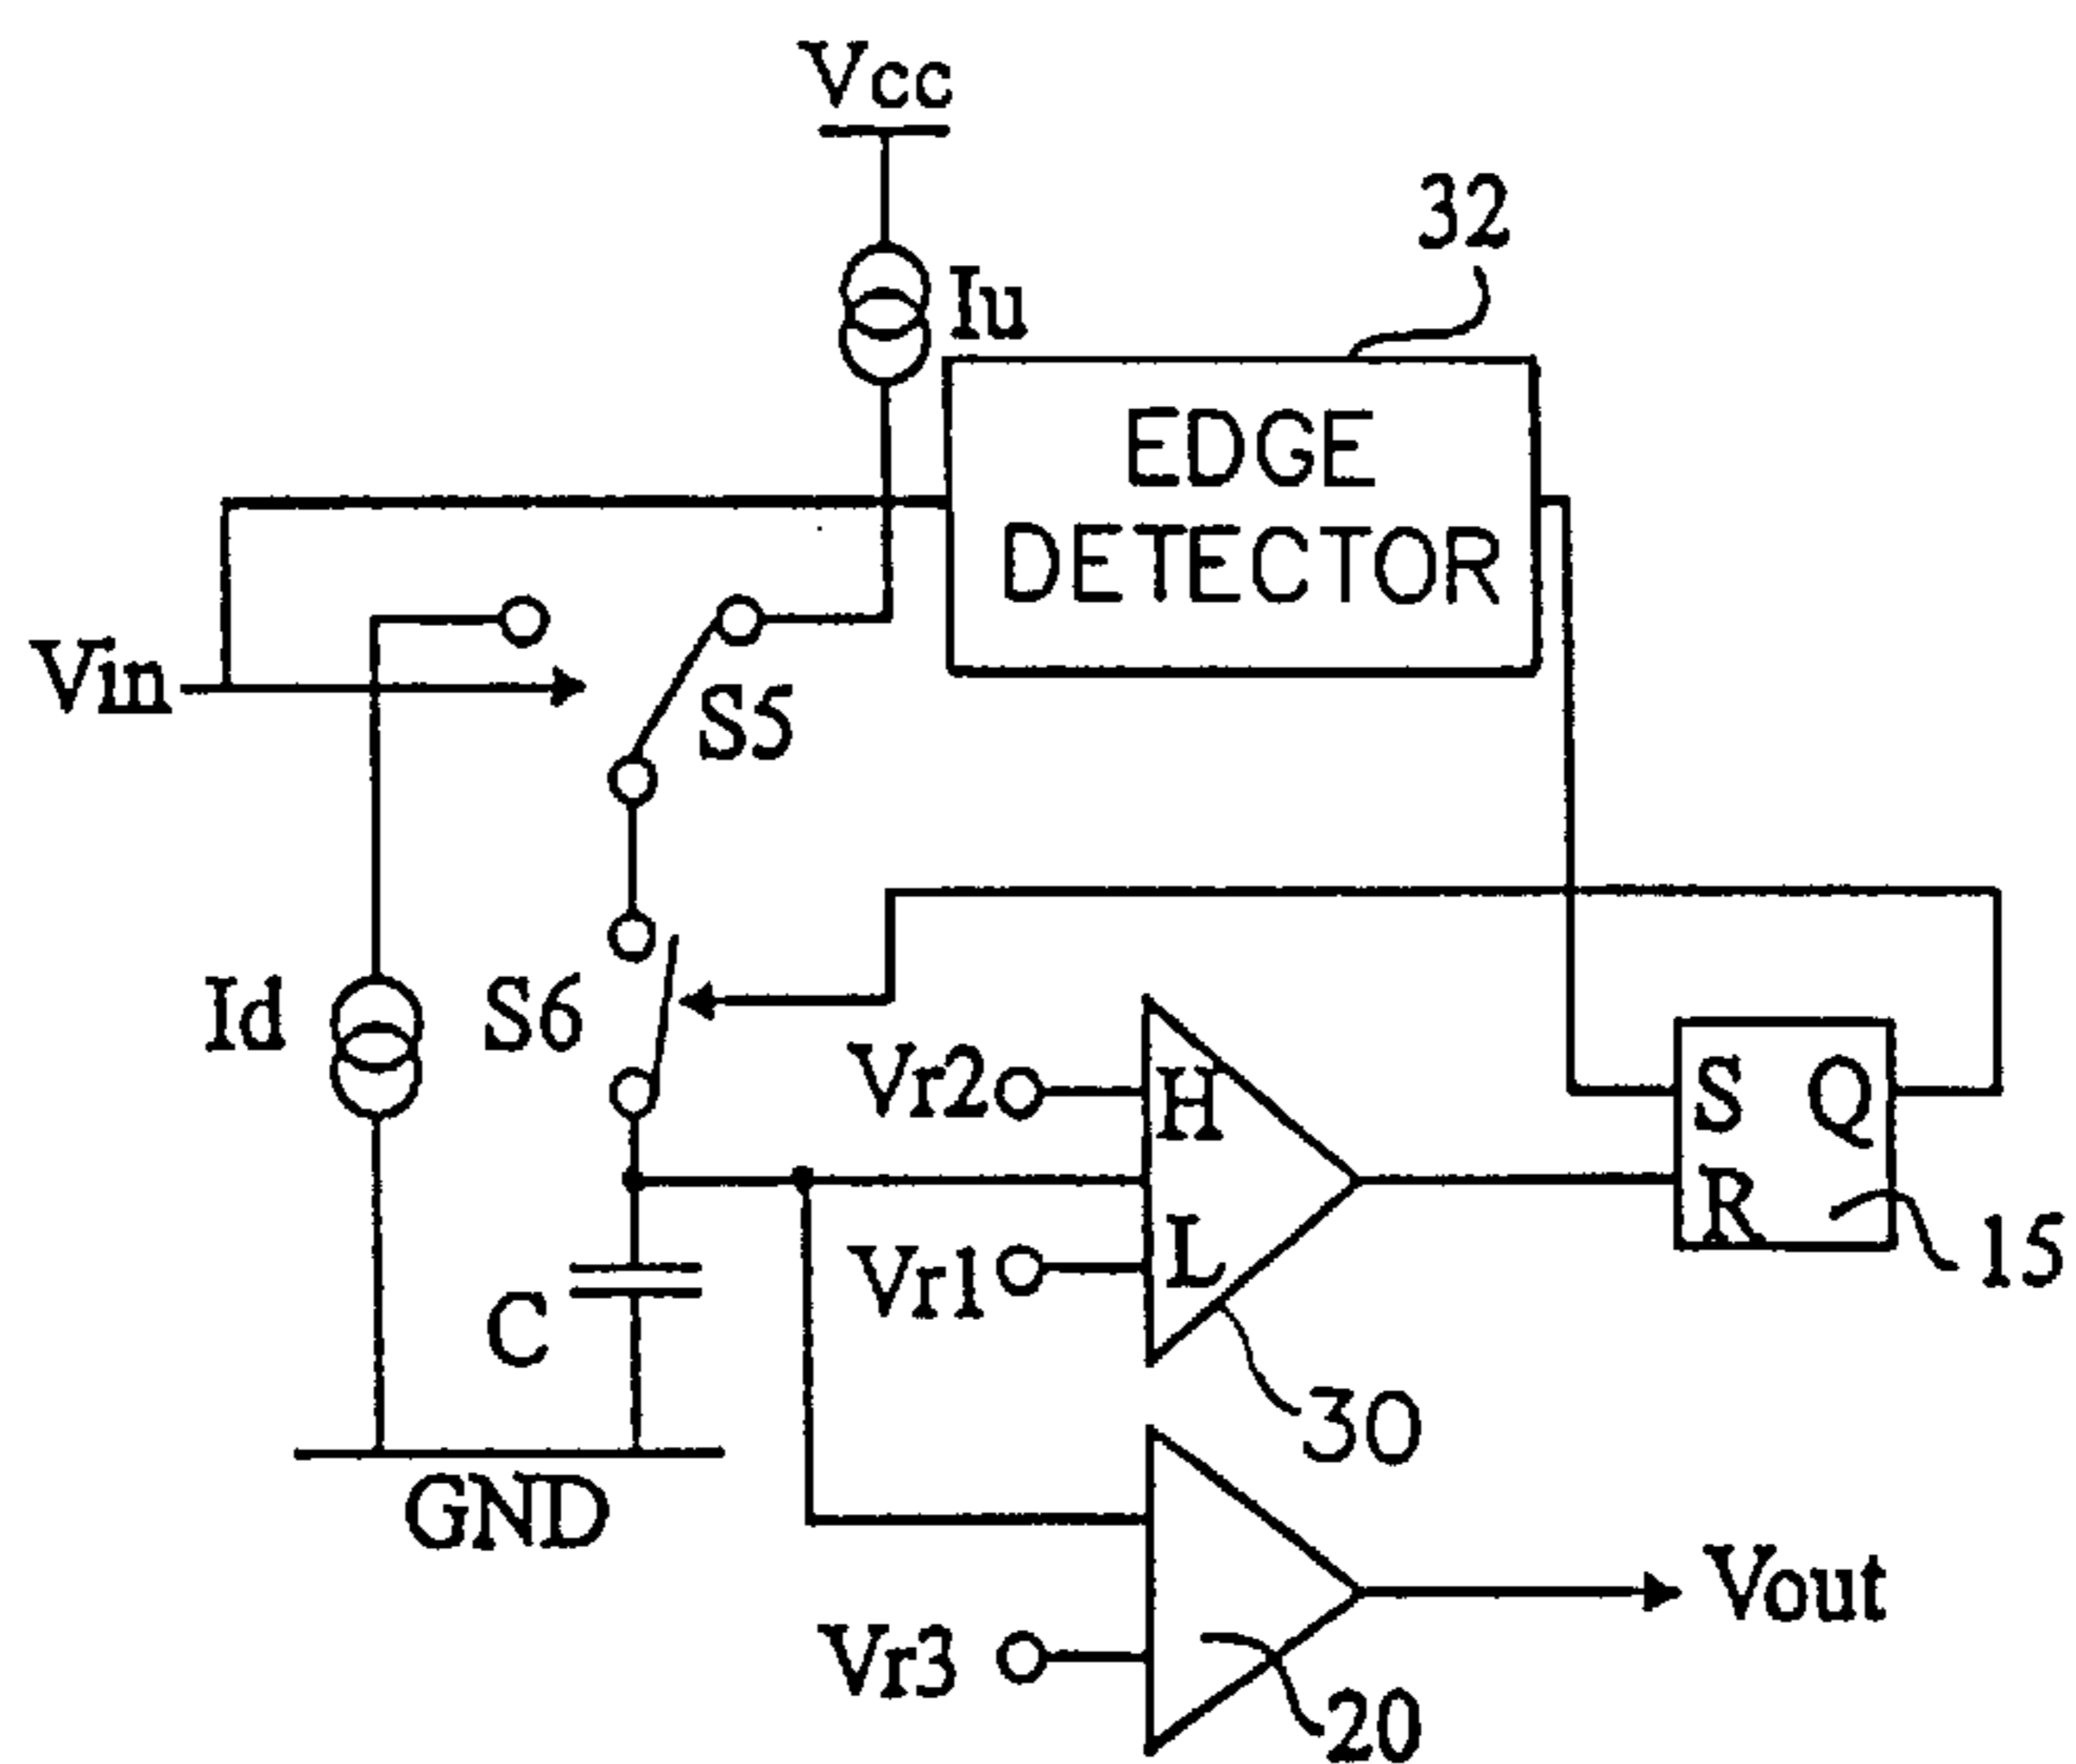 Vcc
32
Iu
EDGE
DETECTOR
Vin
S5
Id
S6
Vr2
H
S Q
R
L
Vr1
15
C
30
GND
Vout
Vr3
20